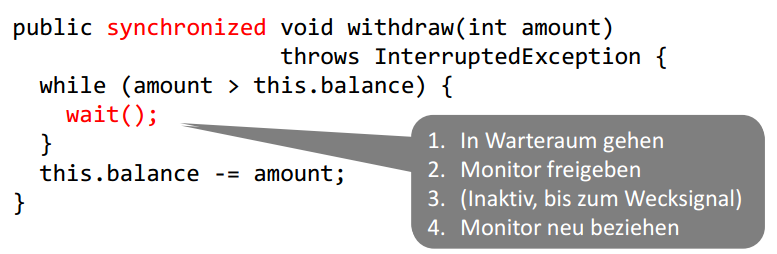 public synchronized void withdraw(int amount)
throws InterruptedException {
while (amount > this.balance) {
wait();
}
this.balance -= amount;
}
1. In Warteraum gehen
2. Monitor freigeben
3. (Inaktiv, bis zum Wecksignal)
4. Monitor neu beziehen